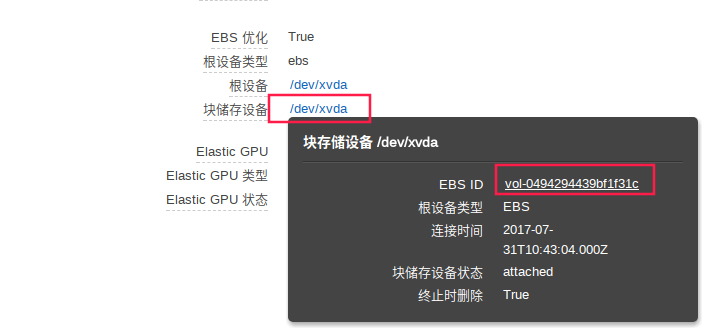 EBS 优化 True
根设备类型 ebs
根设备 /dev/xvda
块储存设备 /dev/xvda
Elastic GPU
Elastic GPU 类型
Elastic GPU 状态
块存储设备 /dev/xvda
EBS ID vol-0494294439bf1f31c
根设备类型 EBS
连接时间 2017-07-
31T10:43:04.000Z
块储存设备状态 attached
终止时删除 True